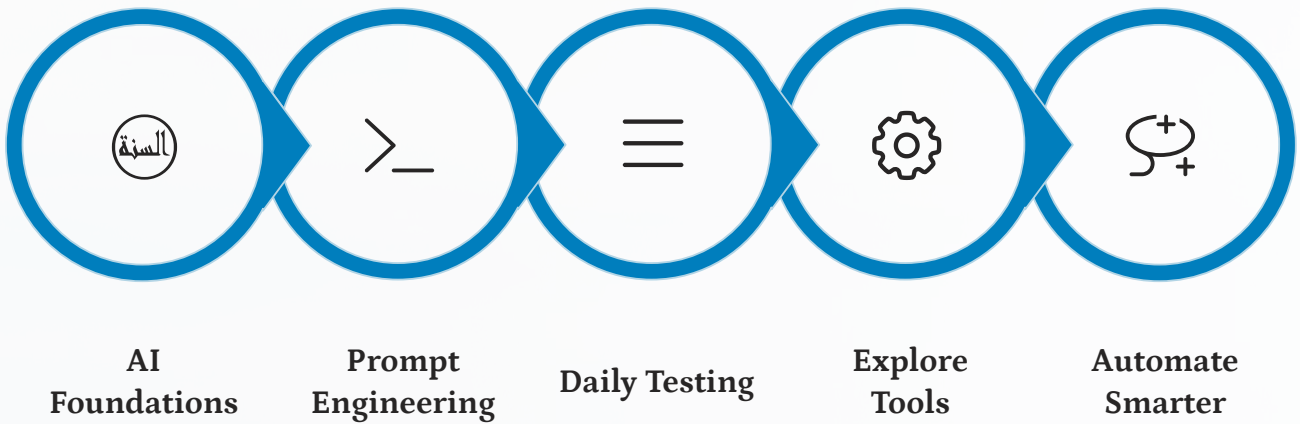 السنة
AI
Foundations
Prompt
Engineering
Daily Testing
Explore
Tools
Automate
Smarter